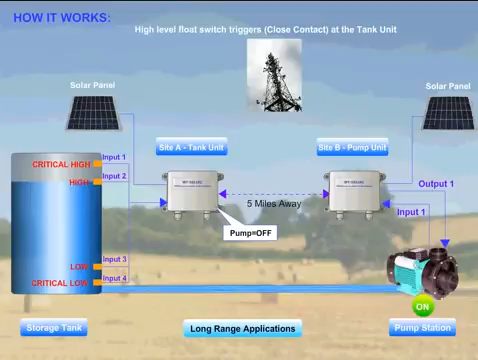 HOW IT WORKS:
High level float switch triggers (Close Contact) at the Tank Unit
Solar Panel
Solar Panel
Site A - Tank Unit
Site B - Pump Unit
Input 1
CRITICAL HIGH
Input 2
HIGH
Output 1
5 Miles Away
Input 1
Pump=OFF
Input 3
LOW
Input 4
CRITICAL LOW
ON
Storage Tank
Long Range Applications
Pump Station